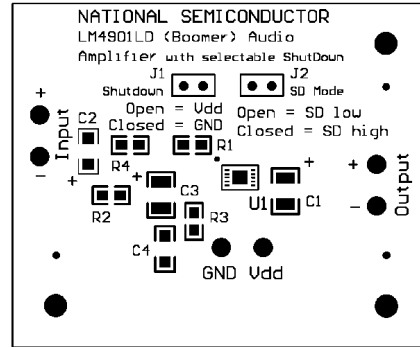 NATIONAL SEMICONDUCTOR
LM4901LD (Boomer) Audio
Amplifier with selectable ShutDown
J1
J2
Shutdown
SD Mode
Open = Vdd
Closed = GND
Open = SD low
Closed = SD high
+
Input
-
C2
R4
R1
+
R2
+
C3
R3
C4
U1
+
C1
+
Output
-
GND Vdd